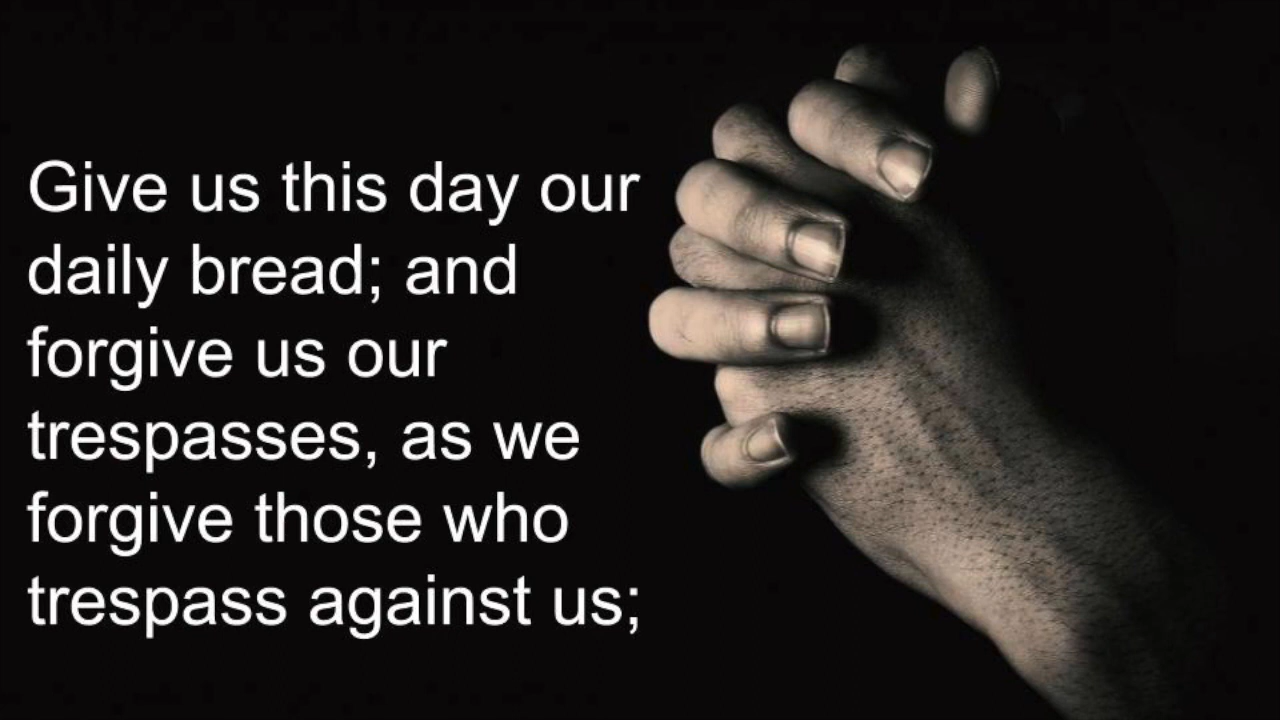 Give us this day our
daily bread; and
forgive us our
trespasses, as we
forgive those who
trespass against us;